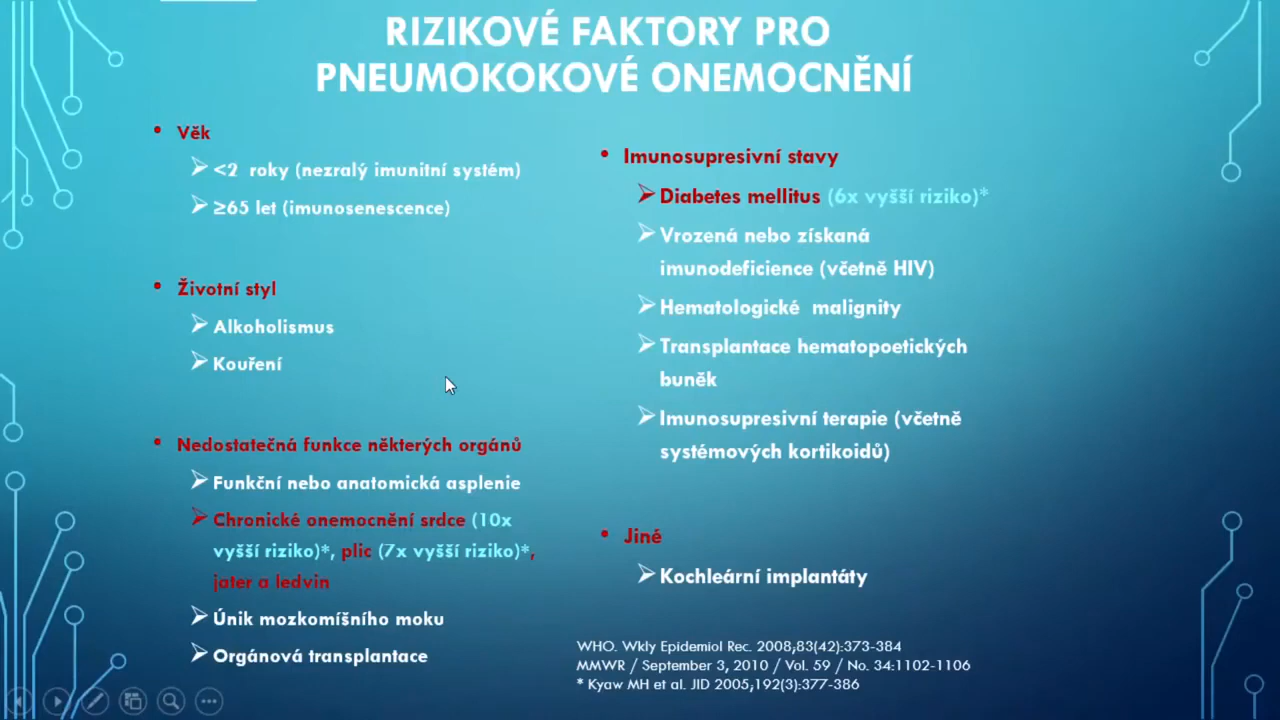 RIZIKOVÉ FAKTORY PRO
PNEUMOKOKOVÉ ONEMOCNĚNÍ
• Věk
➢ <2  roky (nezralý imunitní systém)
➢ ≥65 let (imunosenescence)
• Životní styl
➢ Alkoholismus
➢ Kouření
• Nedostatečná funkce některých orgánů
➢ Funkční nebo anatomická asplenie
➢ Chronické onemocnění srdce (10x
vyšší riziko)*, plic (7x vyšší riziko)*,
jater a ledvin
➢ Únik mozkomíšního moku
➢ Orgánová transplantace
• Imunosupresivní stavy
➢ Diabetes mellitus (6x vyšší riziko)*
➢ Vrozená nebo získaná
imunodeficience (včetně HIV)
➢ Hematologické  malignity
➢ Transplantace hematopoetických
buněk
➢ Imunosupresivní terapie (včetně
systémových kortikoidů)
• Jiné
➢ Kochleární implantáty
WHO. Wkly Epidemiol Rec. 2008;83(42):373-384
MMWR / September 3, 2010 / Vol. 59 / No. 34:1102-1106
* Kyaw MH et al. JID 2005;192(3):377-386